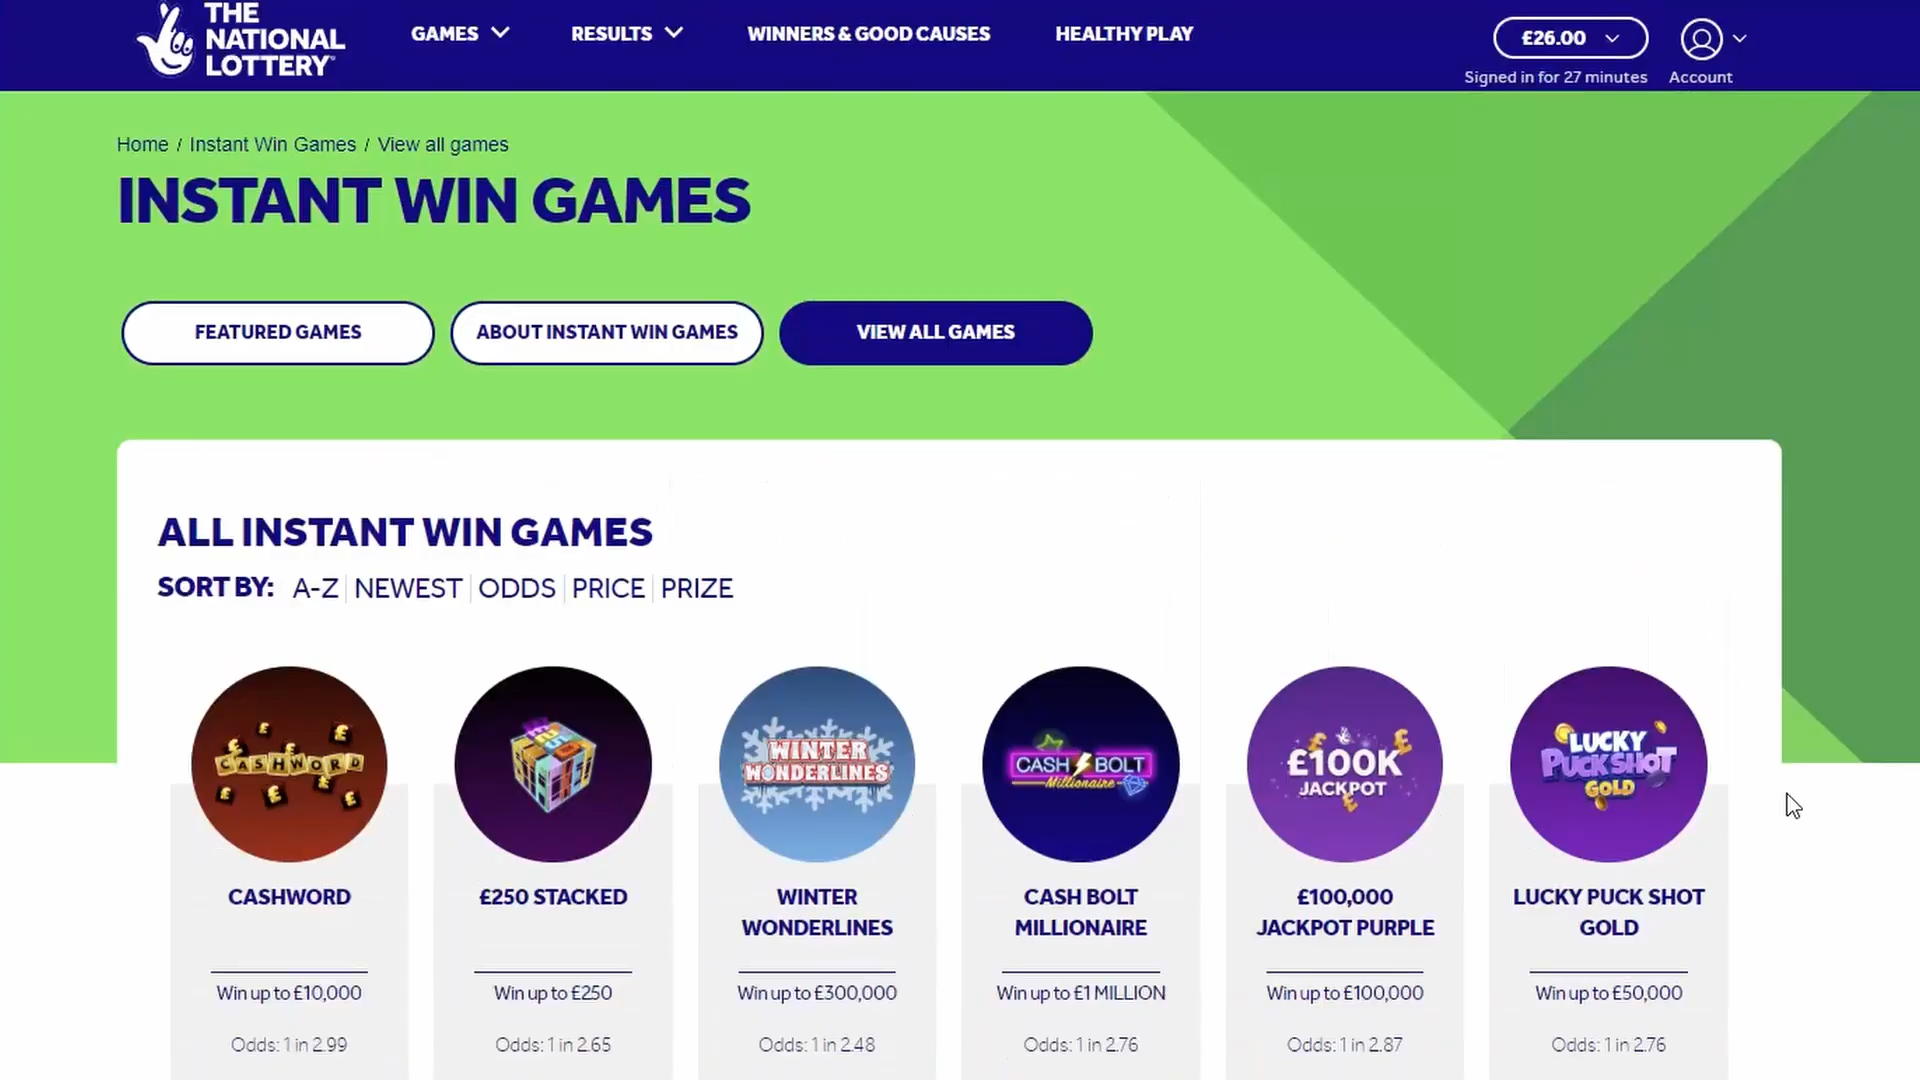 THE
NATIONAL
LOTTERY
GAMES
RESULTS
WINNERS & GOOD CAUSES
HEALTHY PLAY
£26.00
Signed in for 27 minutes
Account
Home / Instant Win Games / View all games
INSTANT WIN GAMES
FEATURED GAMES
ABOUT INSTANT WIN GAMES
VIEW ALL GAMES
ALL INSTANT WIN GAMES
SORT BY: A-Z NEWEST ODDS PRICE PRIZE
CASHWORD
CASHWORD
Win up to £10,000
Odds: 1 in 2.99
£250 STACKED
Win up to £250
Odds: 1 in 2.65
WINTER
WONDERLINES
WINTER
WONDERLINES
Win up to £300,000
Odds: 1 in 2.48
CASH BOLT
Millionaire
CASH BOLT
MILLIONAIRE
Win up to £1 MILLION
Odds: 1 in 2.76
£100K
JACKPOT
£100,000
JACKPOT PURPLE
Win up to £100,000
Odds: 1 in 2.87
LUCKY
PUCK SHOT
GOLD
LUCKY PUCK SHOT
GOLD
Win up to £50,000
Odds: 1 in 2.76